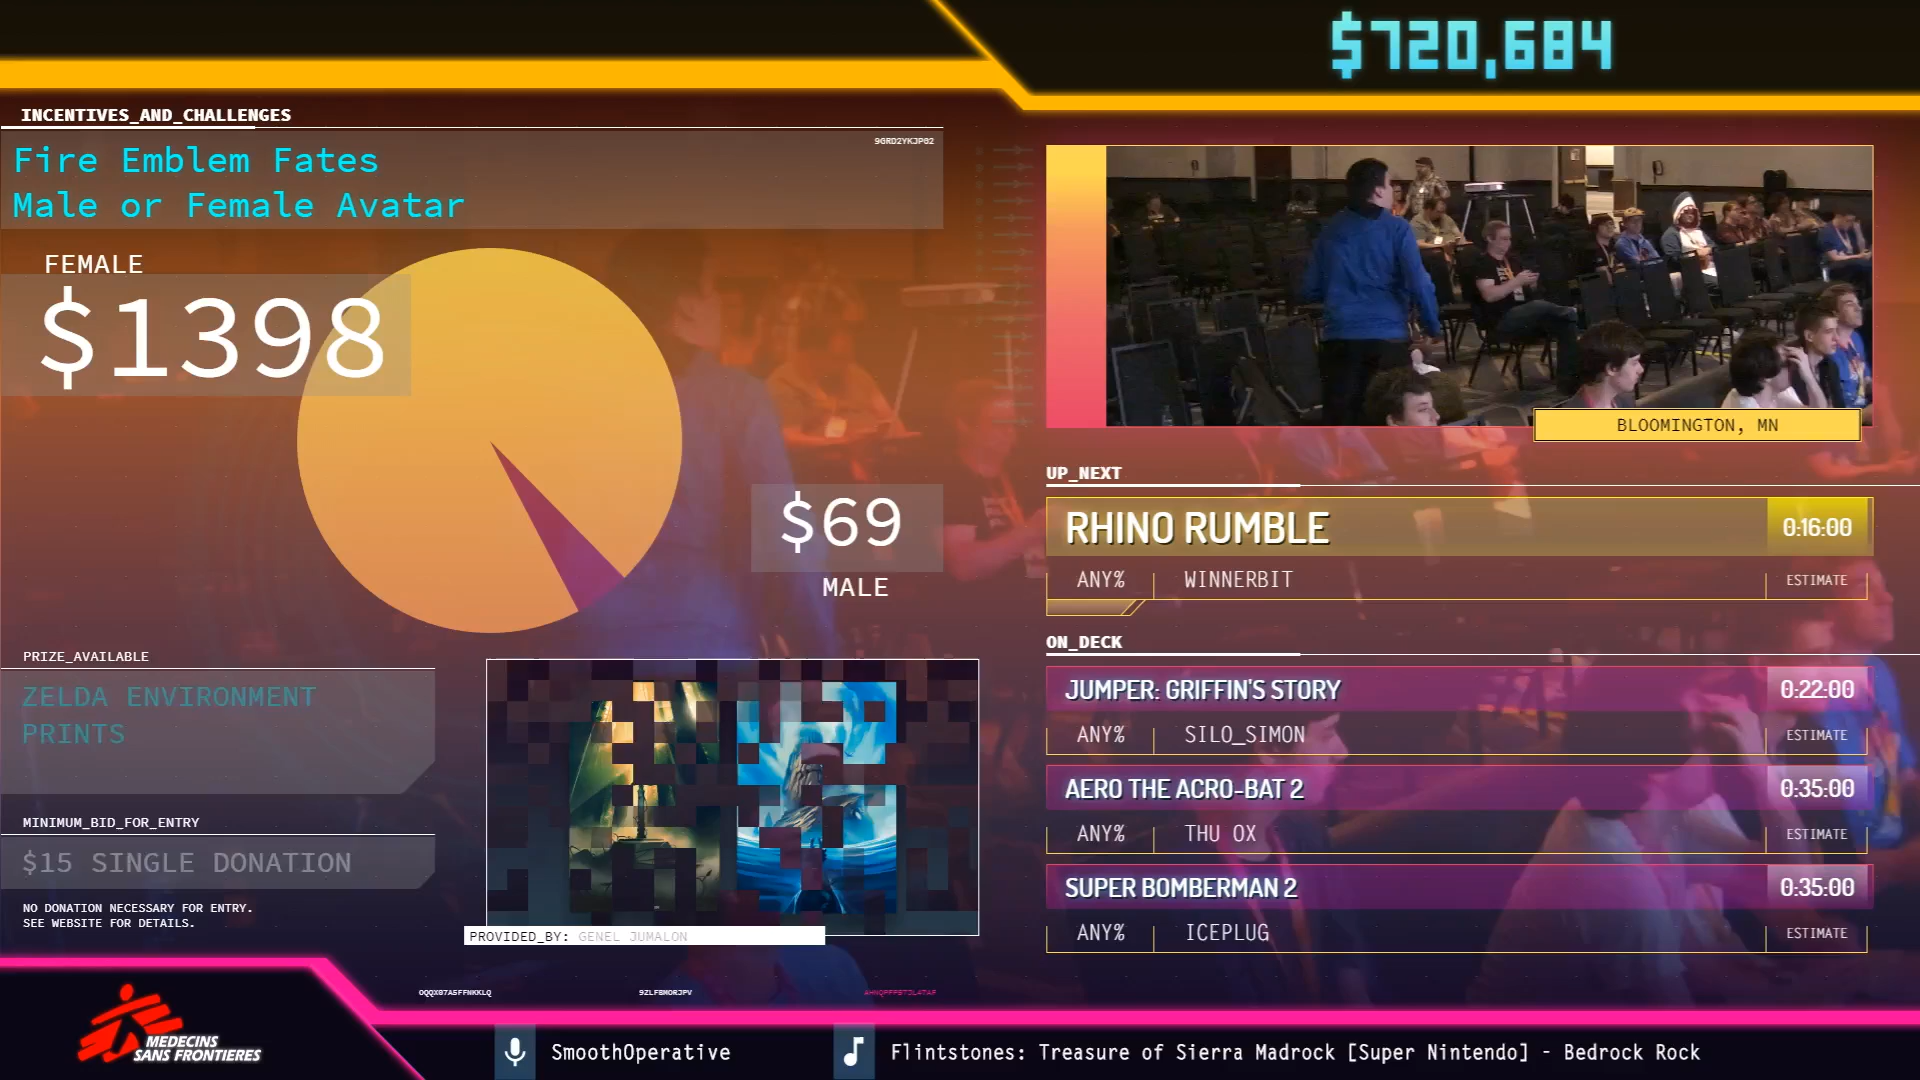 $720,684
INCENTIVES_AND_CHALLENGES
9GRD2YKJP02
Fire Emblem Fates
Male or Female Avatar
FEMALE
$1398
$69
MALE
PRIZE_AVAILABLE
ZELDA ENVIRONMENT
PRINTS
MINIMUM_BID_FOR_ENTRY
$15 SINGLE DONATION
NO DONATION NECESSARY FOR ENTRY.
SEE WEBSITE FOR DETAILS.
PROVIDED_BY: GENEL JUMALON
BLOOMINGTON, MN
UP_NEXT
RHINO RUMBLE
0:16:00
ANY%
WINNERBIT
ESTIMATE
ON_DECK
JUMPER: GRIFFIN'S STORY
0:22:00
ANY%
SILO_SIMON
ESTIMATE
AERO THE ACRO-BAT 2
0:35:00
ANY%
THU OX
ESTIMATE
SUPER BOMBERMAN 2
0:35:00
ANY%
ICEPLUG
ESTIMATE
9ZLF8MORJPV
MEDECINS
SANS FRONTIERES
SmoothOperative
Flintstones: Treasure of Sierra Madrock [Super Nintendo] - Bedrock Rock